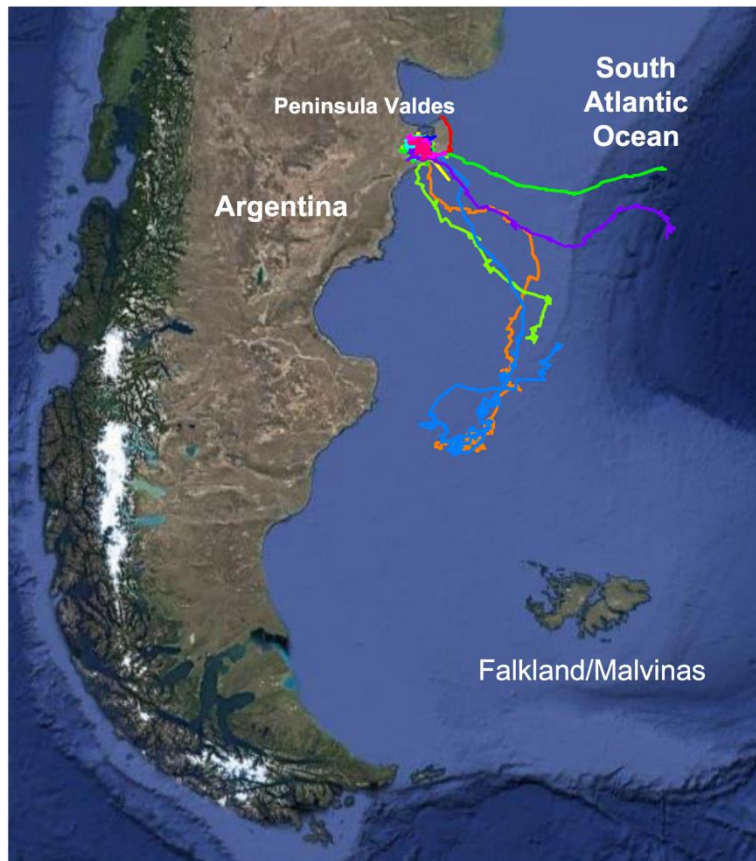 South
Atlantic
Ocean
Peninsula Valdes
Argentina
Falkland/Malvinas